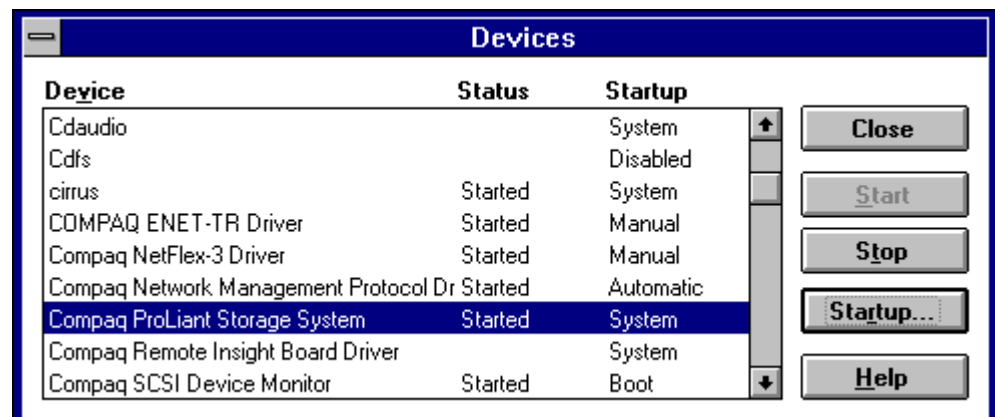 Devices
Device Status Startup
Cdaudio System
Cdfs Disabled
cirrus Started System
COMPAQ ENET-TR Driver Started Manual
Compaq NetFlex-3 Driver Started Manual
Compaq Network Management Protocol Dr Started Automatic
Compaq ProLiant Storage System Started System
Compaq Remote Insight Board Driver System
Compaq SCSI Device Monitor Started Boot
Close
Start
Stop
Startup...
Help